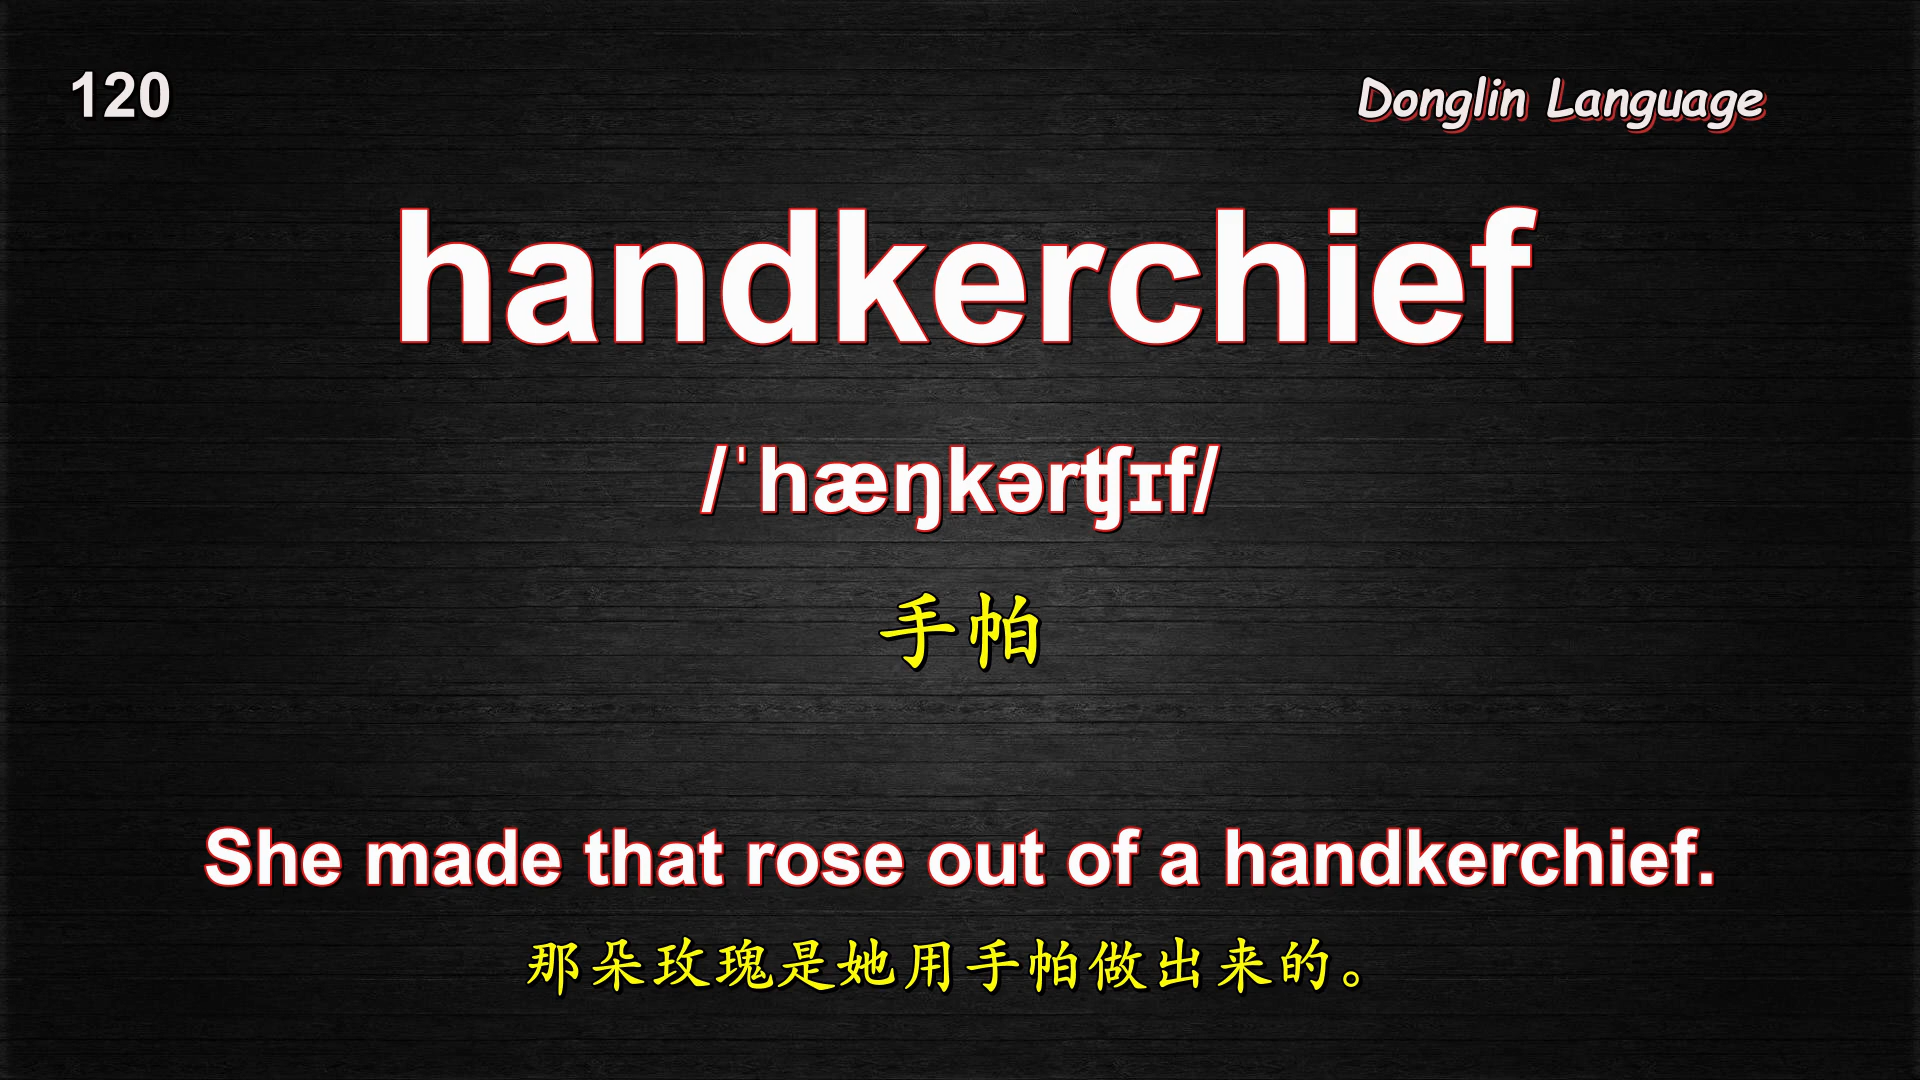 120
Donglin Language
handkerchief
/ˈhæŋkərʧɪf/
手帕
She made that rose out of a handkerchief.
那朵玫瑰是她用手帕做出来的。